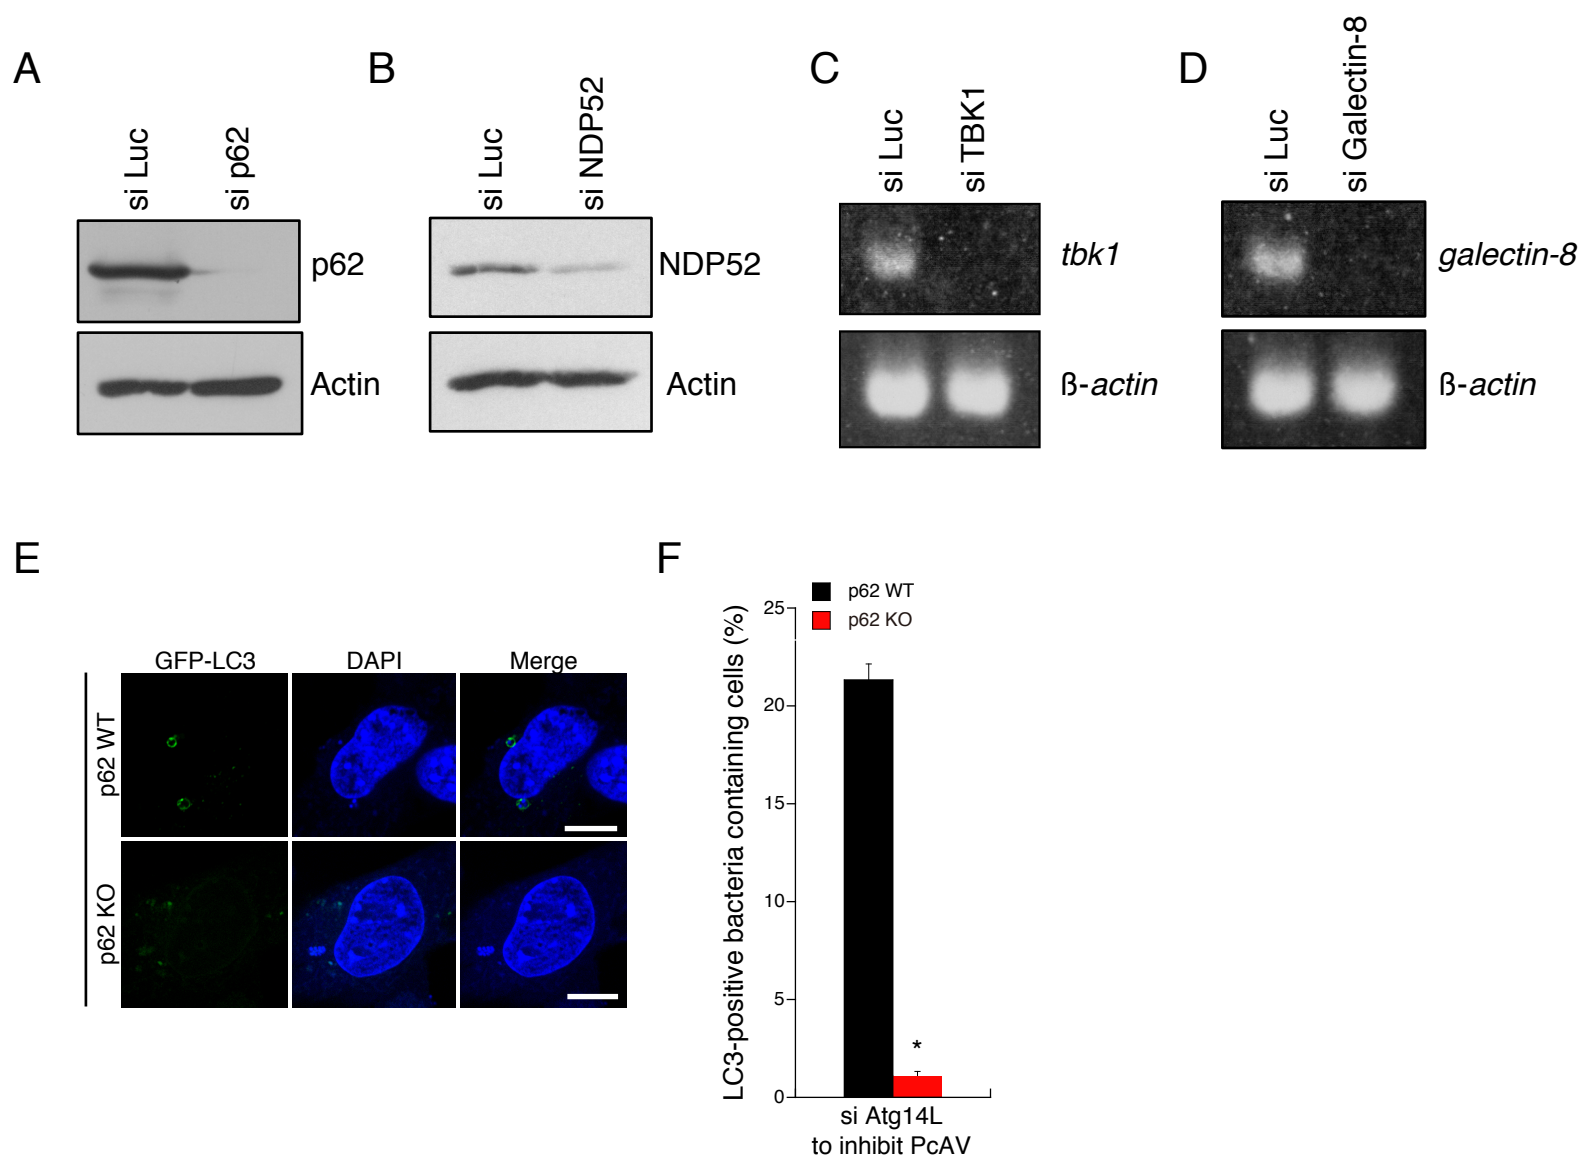 A
si Luc
si p62
p62
Actin
B
si Luc
si NDP52
NDP52
Actin
C
si Luc
si TBK1
tbk1
ß-actin
D
si Luc
si Galectin-8
galectin-8
ß-actin
E
GFP-LC3 DAPI Merge
p62 WT
p62 KO
F
p62 WT
p62 KO
LC3-positive bacteria containing cells (%)
25
20
15
10
5
0
*
si Atg14L
to inhibit PcAV